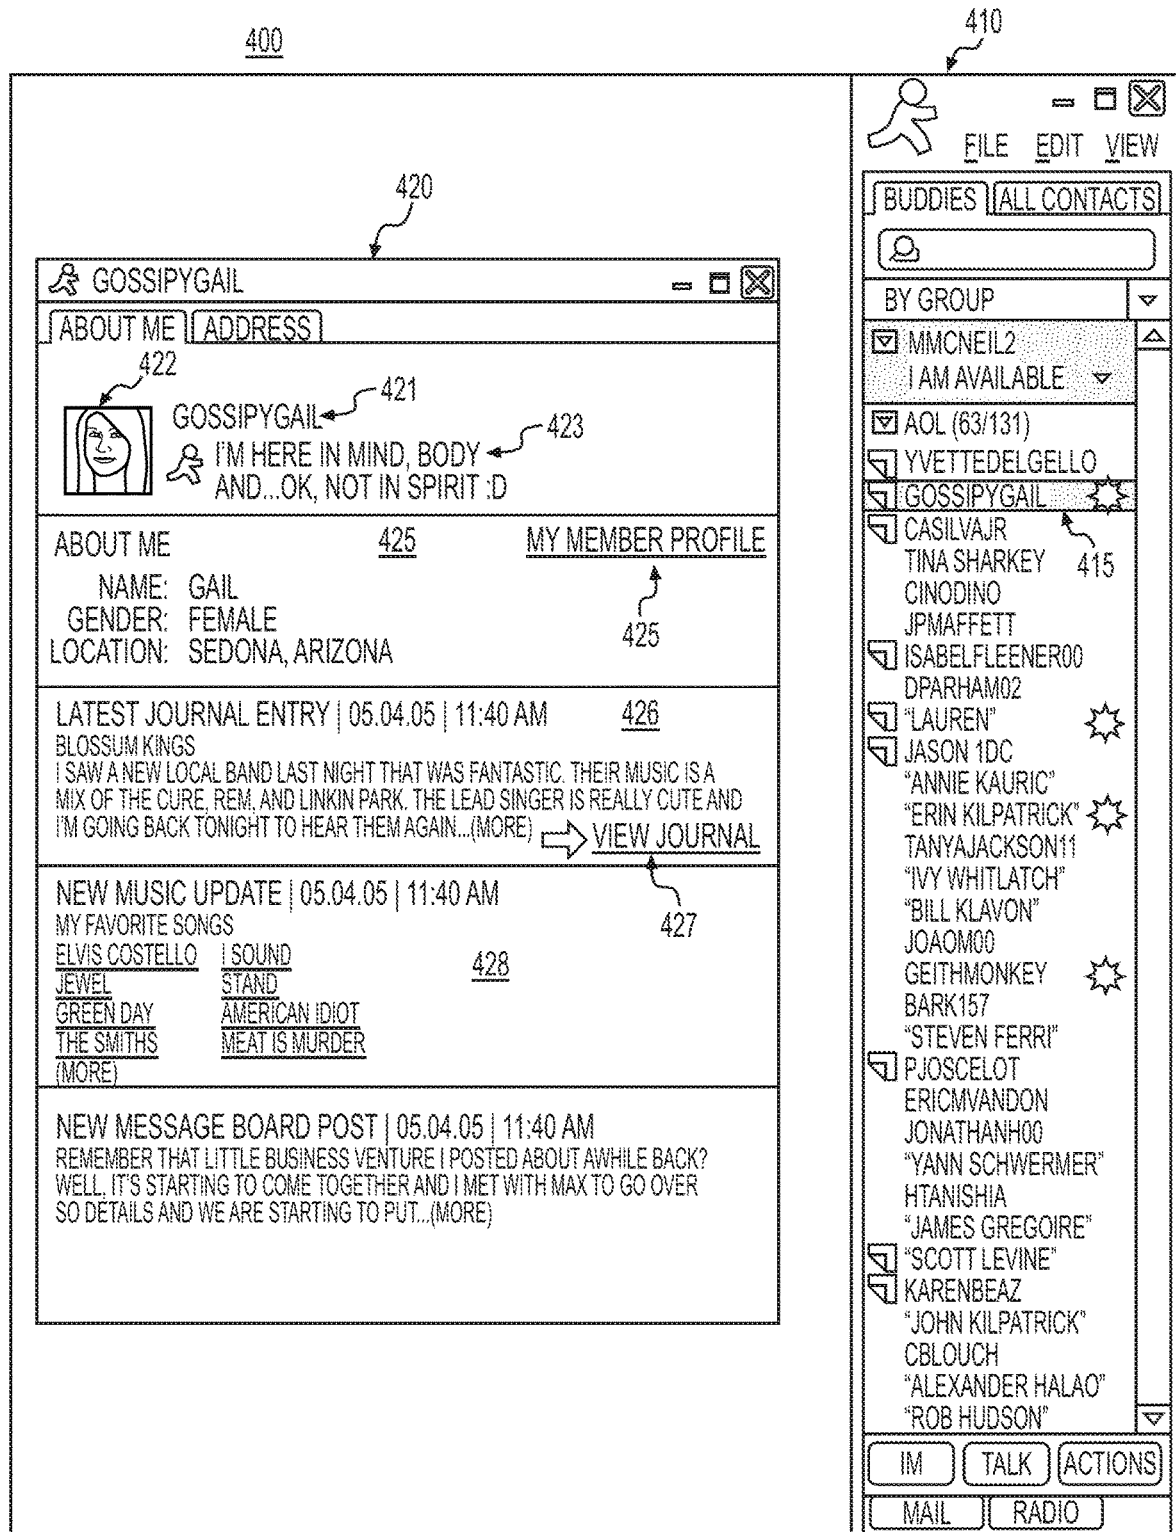 400
410
FILE EDIT VIEW
BUDDIES ALL CONTACTS
BY GROUP
MMCNEIL2
I AM AVAILABLE
AOL (63/131)
YVETTEDELGELLO
GOSSIPYGAIL
415
CASILVAJR
TINA SHARKEY
CINODINO
JPMAFFETT
ISABELFLEENER00
DPARHAM02
"LAUREN"
JASON 1DC
"ANNIE KAURIC"
"ERIN KILPATRICK"
TANYAJACKSON11
"IVY WHITLATCH"
"BILL KLAVON"
JOAOM00
GEITHMONKEY
BARK157
"STEVEN FERRI"
PJOSCELOT
ERICMVANDON
JONATHANH00
"YANN SCHWERMER"
HTANISHIA
"JAMES GREGOIRE"
"SCOTT LEVINE"
KARENBEAZ
"JOHN KILPATRICK"
CBLOUCH
"ALEXANDER HALAO"
"ROB HUDSON"
IM TALK ACTIONS
MAIL RADIO
420
GOSSIPYGAIL
ABOUT ME ADDRESS
422
GOSSIPYGAIL 421
I'M HERE IN MIND, BODY 423
AND...OK, NOT IN SPIRIT :D
ABOUT ME 425 MY MEMBER PROFILE
425
NAME: GAIL
GENDER: FEMALE
LOCATION: SEDONA, ARIZONA
LATEST JOURNAL ENTRY | 05.04.05 | 11:40 AM 426
BLOSSUM KINGS
I SAW A NEW LOCAL BAND LAST NIGHT THAT WAS FANTASTIC. THEIR MUSIC IS A
MIX OF THE CURE, REM, AND LINKIN PARK. THE LEAD SINGER IS REALLY CUTE AND
I'M GOING BACK TONIGHT TO HEAR THEM AGAIN...(MORE) VIEW JOURNAL
427
NEW MUSIC UPDATE | 05.04.05 | 11:40 AM
MY FAVORITE SONGS
ELVIS COSTELLO I SOUND
428
JEWEL STAND
GREEN DAY AMERICAN IDIOT
THE SMITHS MEAT IS MURDER
(MORE)
NEW MESSAGE BOARD POST | 05.04.05 | 11:40 AM
REMEMBER THAT LITTLE BUSINESS VENTURE I POSTED ABOUT AWHILE BACK?
WELL, IT'S STARTING TO COME TOGETHER AND I MET WITH MAX TO GO OVER
SO DETAILS AND WE ARE STARTING TO PUT...(MORE)